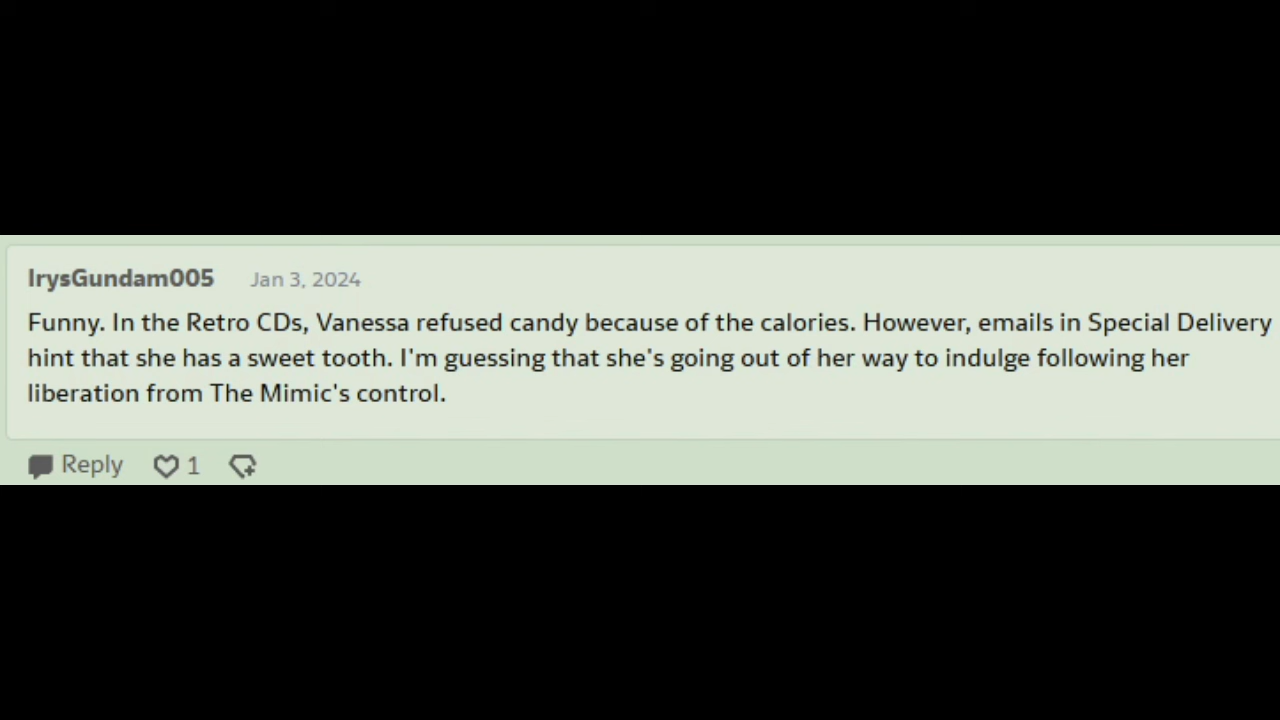 IrysGundam005 Jan 3, 2024
Funny. In the Retro CDs, Vanessa refused candy because of the calories. However, emails in Special Delivery
hint that she has a sweet tooth. I'm guessing that she's going out of her way to indulge following her
liberation from The Mimic's control.
Reply 1